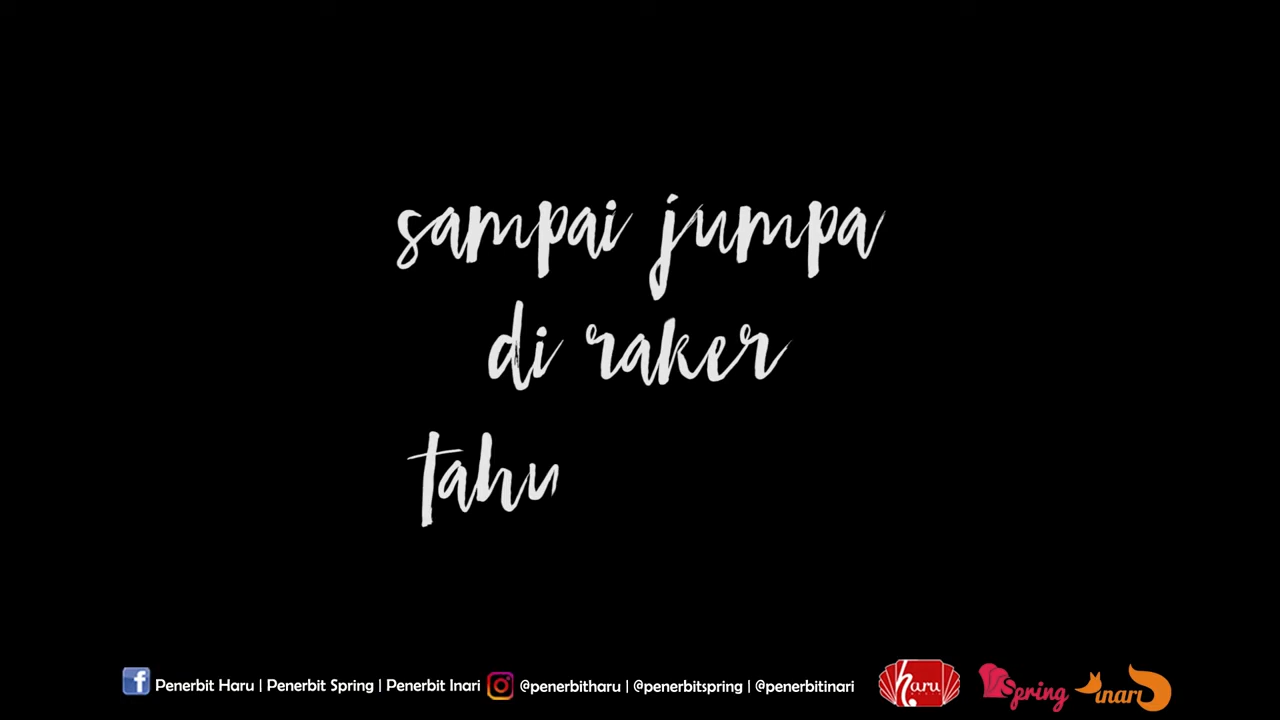 sampai jumpa
di raker
tahu
Penerbit Haru | Penerbit Spring | Penerbit Inari @penerbitharu | @penerbitspring | @penerbitinari haru Spring inari